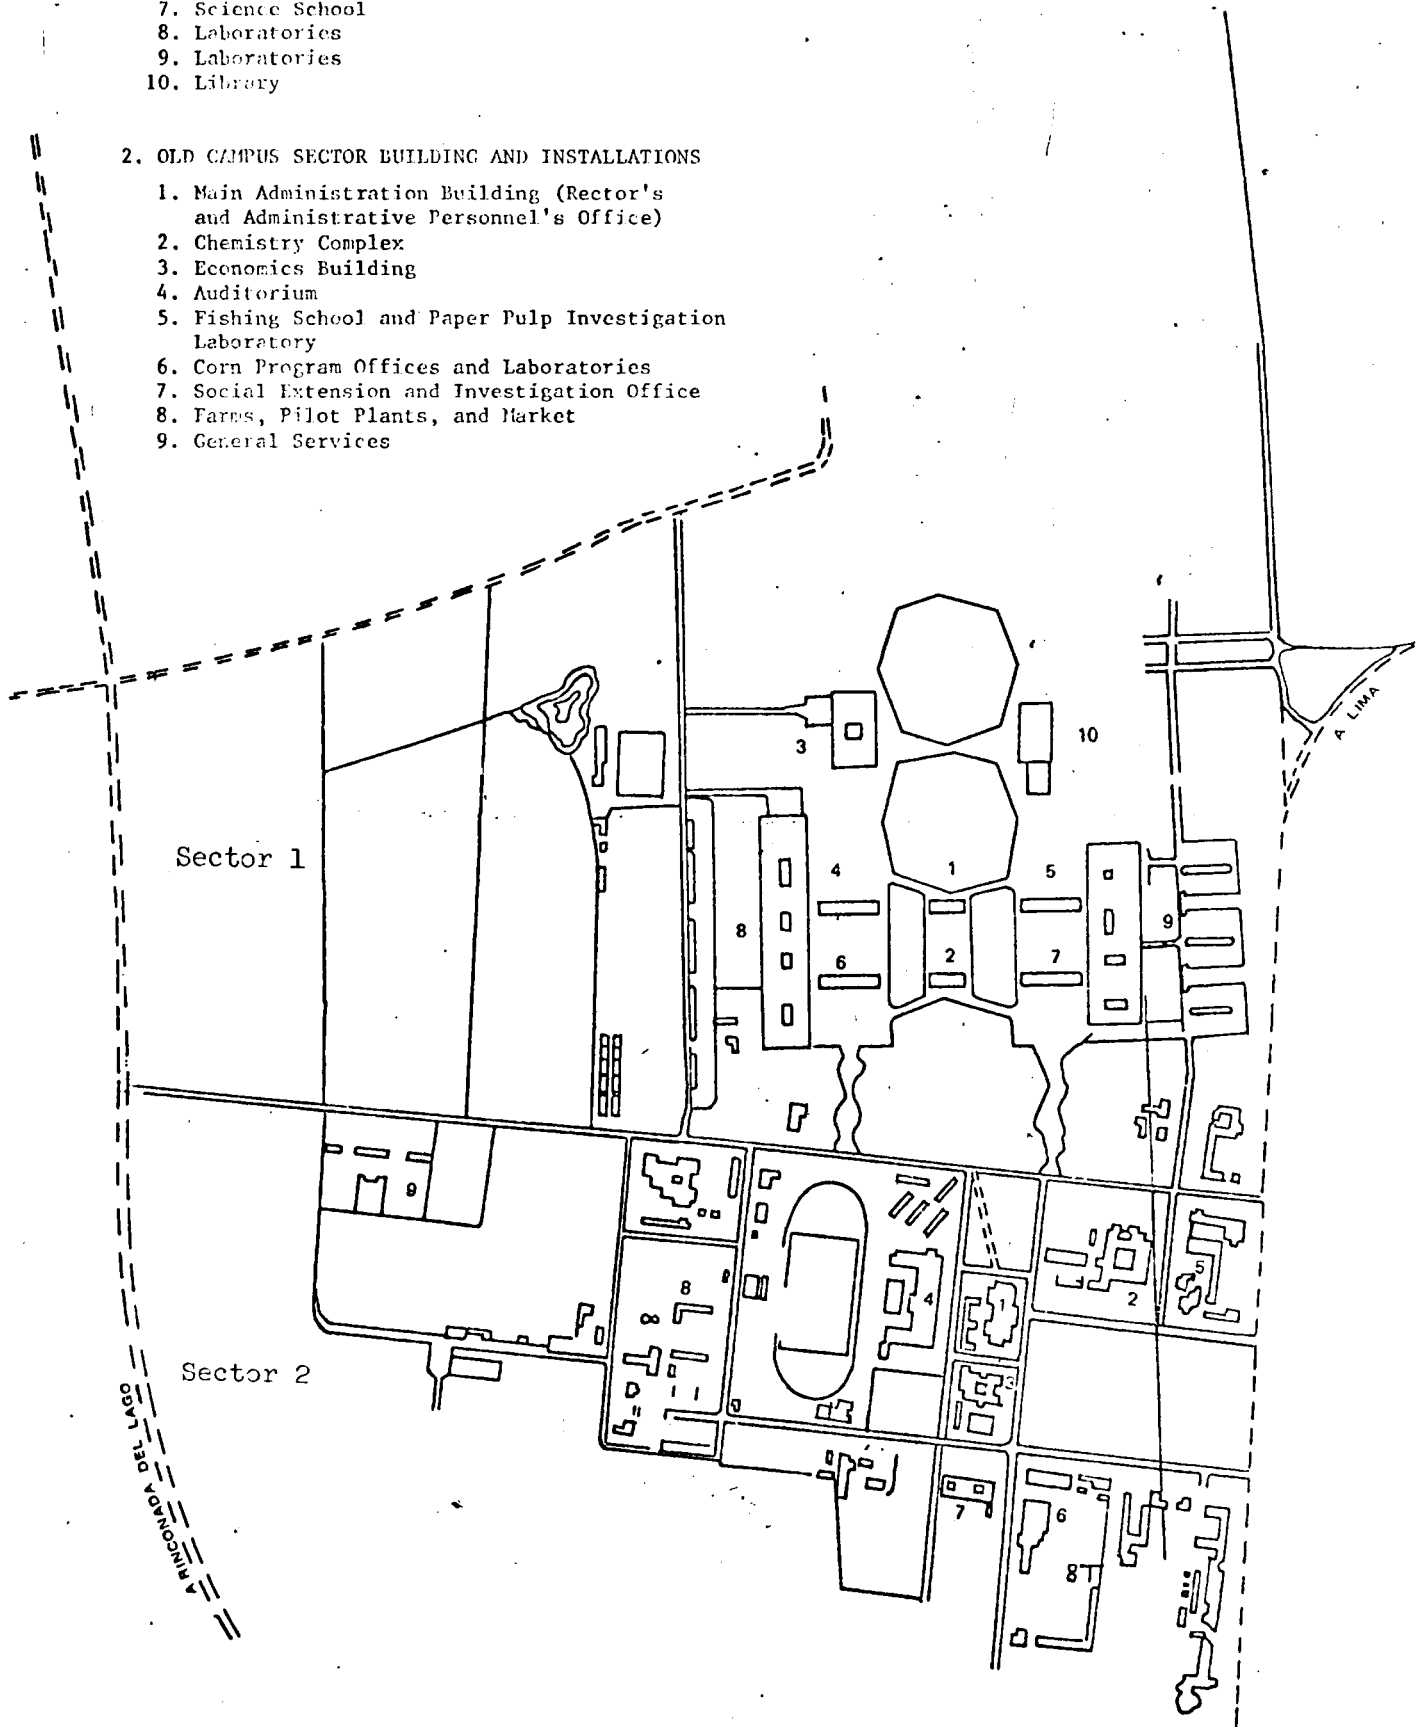 7. Science School
8. Laboratories
9. Laboratories
10. Library
2. OLD CAMPUS SECTOR BUILDING AND INSTALLATIONS
1. Main Administration Building (Rector's
and Administrative Personnel's Office)
2. Chemistry Complex
3. Economics Building
4. Auditorium
5. Fishing School and Paper Pulp Investigation
Laboratory
6. Corn Program Offices and Laboratories
7. Social Extension and Investigation Office
8. Farms, Pilot Plants, and Market
9. General Services
A LIMA
3
10
Sector 1
4
1
5
8
9
6
2
7
9
8
4
1
2
5
3
Sector 2
A RINCONADA DEL LAGO
7
6
8